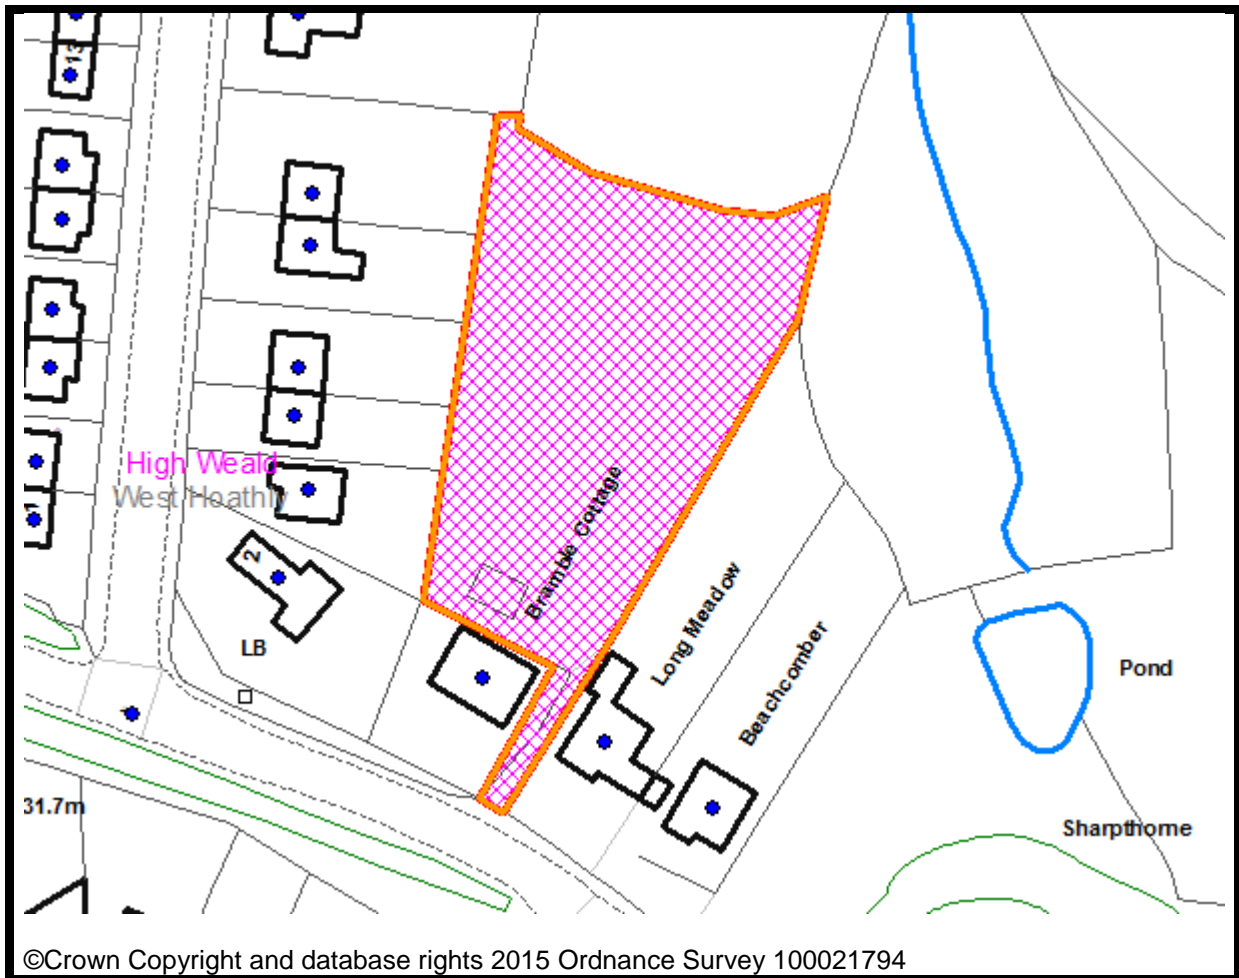 13
High Weald
West Hoathly
Bramble Cottage
1
2
Long Meadow
LB
Beachcomber
Pond
31.7m
Sharpthorne
©Crown Copyright and database rights 2015 Ordnance Survey 100021794